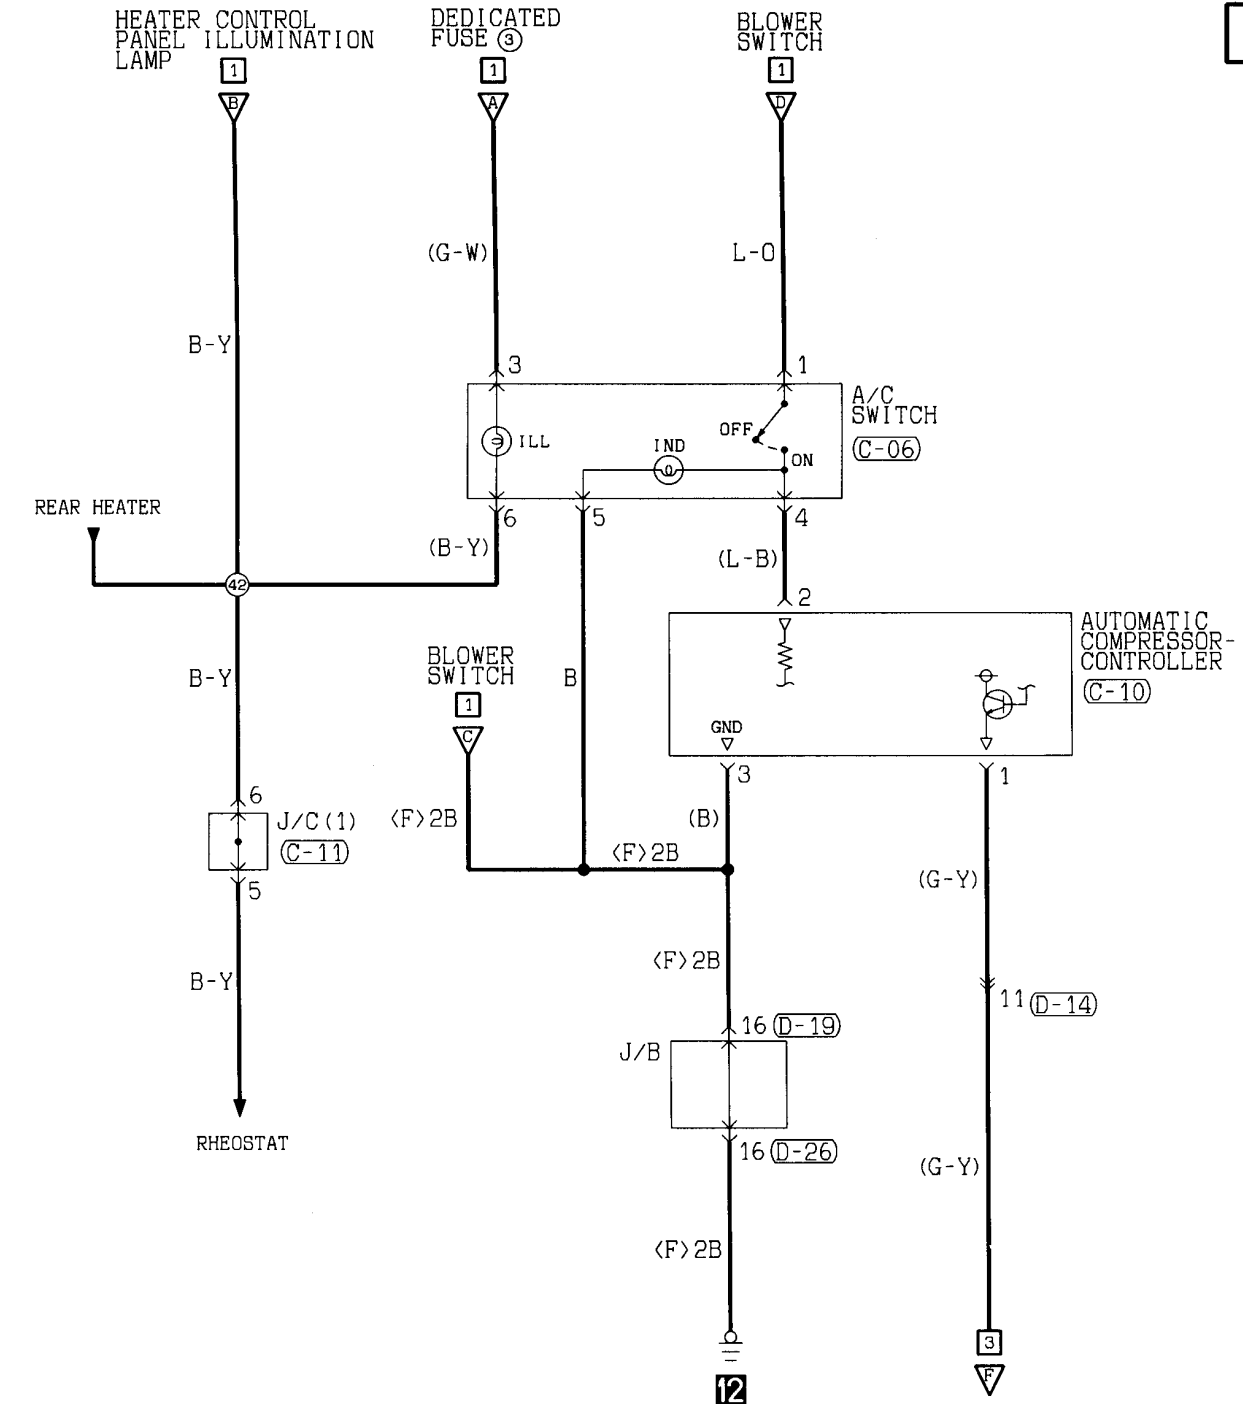 HEATER CONTROL
PANEL ILLUMINATION
LAMP
1
B
DEDICATED
FUSE ③
1
A
BLOWER
SWITCH
1
D
(G-W)
L-O
B-Y
3
1
A/C
SWITCH
C-06
ILL
IND
OFF
ON
REAR HEATER
6
5
4
(B-Y)
(L-B)
42
2
AUTOMATIC
COMPRESSOR-
CONTROLLER
C-10
BLOWER
SWITCH
1
C
B-Y
B
GND
3
1
6
J/C(1)
C-11
5
<F>2B
(B)
<F>2B
(G-Y)
B-Y
<F>2B
11 D-14
16 D-19
J/B
16 D-26
RHEOSTAT
(G-Y)
<F>2B
3
F
12